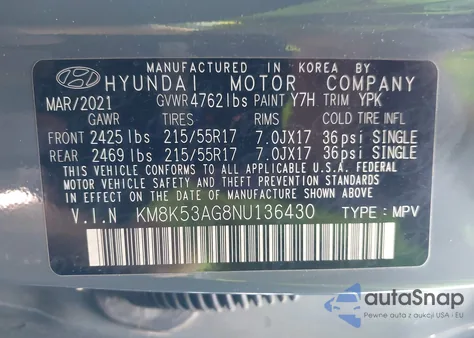 MANUFACTURED IN KOREA BY
HYUNDAI MOTOR COMPANY
MAR/2021 GVWR 4762 lbs PAINT Y7H TRIM YPK
GAWR TIRES RIMS COLD TIRE INFL
FRONT 2425 lbs 215/55R17 7.0JX17 36psi SINGLE
REAR 2469 lbs 215/55R17 7.0JX17 36psi SINGLE
THIS VEHICLE CONFORMS TO ALL APPLICABLE U.S.A. FEDERAL
MOTOR VEHICLE SAFETY, BUMPER, AND THEFT PREVENTION
STANDARDS IN EFFECT ON THE DATE OF MANUFACTURE SHOWN ABOVE.
V.I.N KM8K53AG8NU136430 TYPE : MPV
autoSnap
Pewne auta z aukcji USA i EU